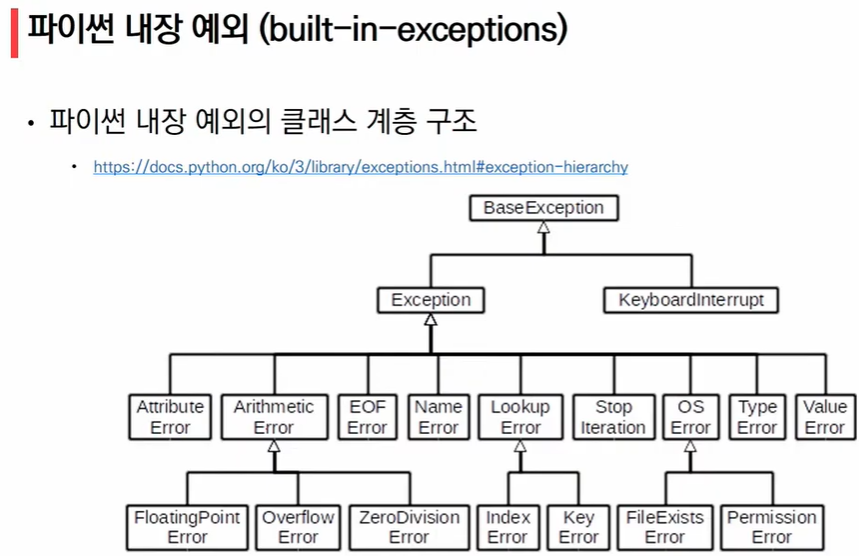 파이썬 내장 예외 (built-in-exceptions)
• 파이썬 내장 예외의 클래스 계층 구조
• https://docs.python.org/ko/3/library/exceptions.html#exception-hierarchy
BaseException
Exception
KeyboardInterrupt
Attribute
Error
Arithmetic
Error
EOF
Error
Name
Error
Lookup
Error
Stop
Iteration
OS
Error
Type
Error
Value
Error
FloatingPoint
Error
Overflow
Error
ZeroDivision
Error
Index
Error
Key
Error
FileExists
Error
Permission
Error